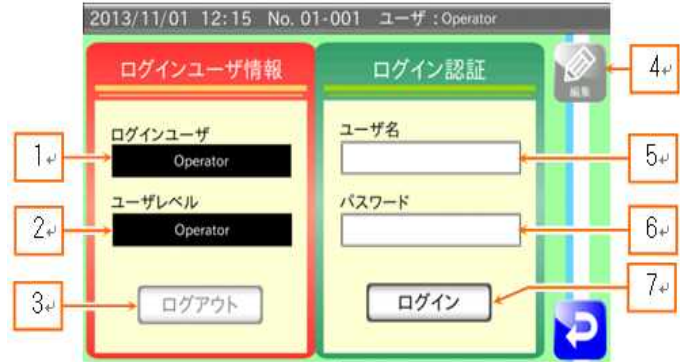 2013/11/01 12:15 No. 01-001 ユーザ：Operator
ログインユーザ情報
ログイン認証
4
編集
ログインユーザ
ユーザ名
1
Operator
5
ユーザレベル
パスワード
2
Operator
6
3
ログアウト
ログイン
7